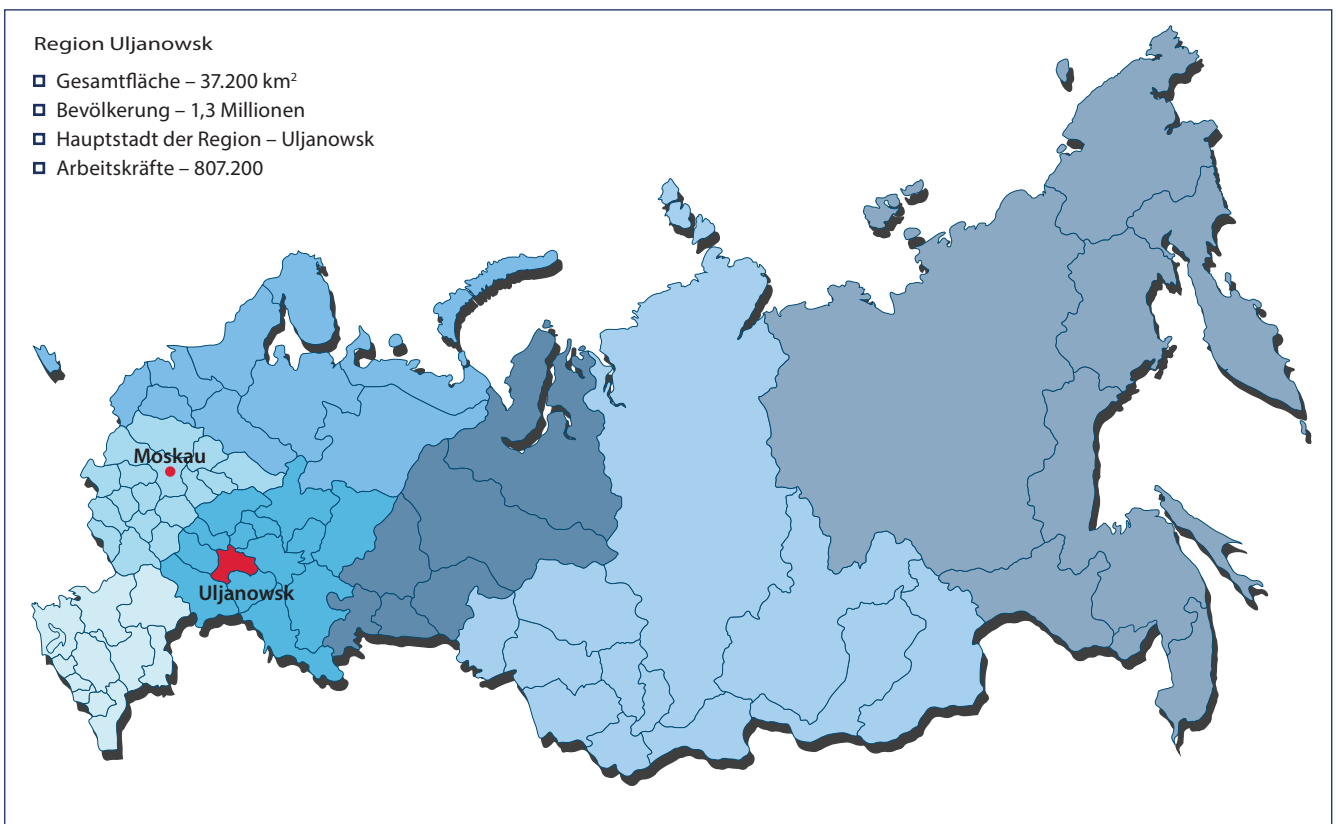 Region Uljanowsk
Gesamtfläche – 37.200 km²
Bevölkerung – 1,3 Millionen
Hauptstadt der Region – Uljanowsk
Arbeitskräfte – 807.200
Moskau
Uljanowsk